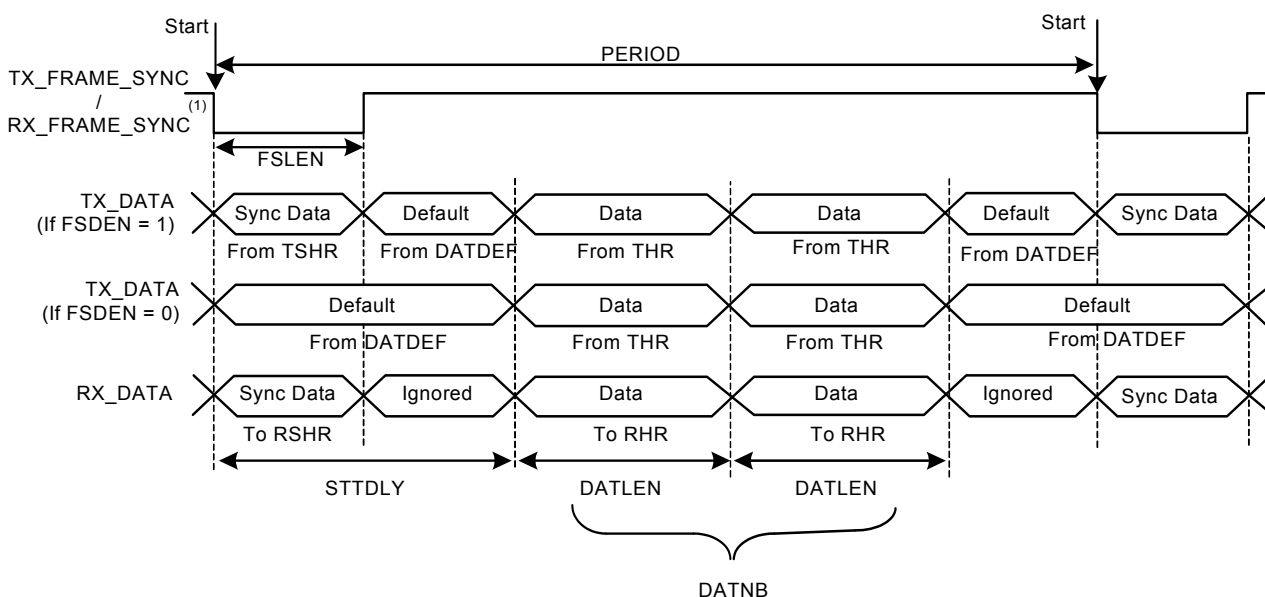 Start
Start
PERIOD
TX_FRAME_SYNC
/
RX_FRAME_SYNC
(1)
FSLEN
TX_DATA
(If FSDEN = 1)
Sync Data
Default
Data
Data
Default
Sync Data
From TSHR
From DATDEF
From THR
From THR
From DATDEF
TX_DATA
(If FSDEN = 0)
Default
Data
Data
Default
From DATDEF
From THR
From THR
From DATDEF
RX_DATA
Sync Data
Ignored
Data
Data
Ignored
Sync Data
To RSHR
To RHR
To RHR
STTDLY
DATLEN
DATLEN
DATNB